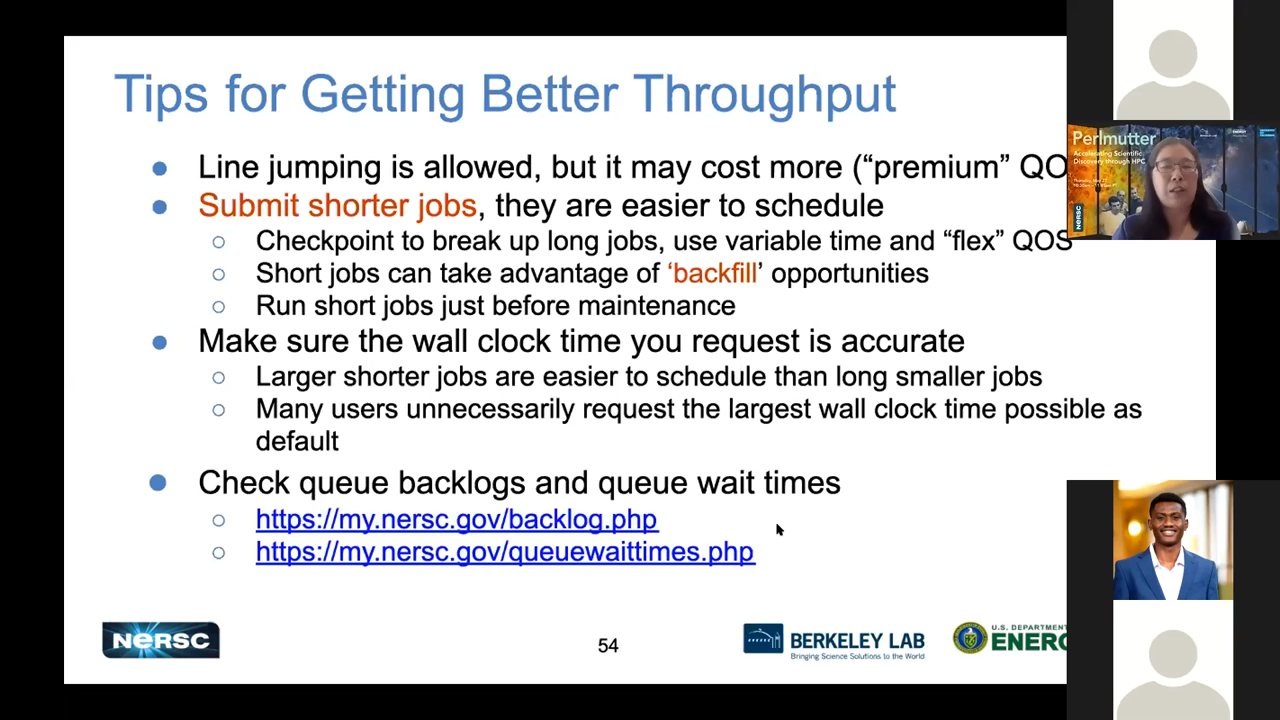 Tips for Getting Better Throughput
● Line jumping is allowed, but it may cost more (“premium” QO
● Submit shorter jobs, they are easier to schedule
○ Checkpoint to break up long jobs, use variable time and “flex” QOS
○ Short jobs can take advantage of ‘backfill’ opportunities
○ Run short jobs just before maintenance
● Make sure the wall clock time you request is accurate
○ Larger shorter jobs are easier to schedule than long smaller jobs
○ Many users unnecessarily request the largest wall clock time possible as
default
● Check queue backlogs and queue wait times
○ https://my.nersc.gov/backlog.php
○ https://my.nersc.gov/queuewaittimes.php
Perlmutter
Accelerating Scientific
Discovery through HPC
NERSC
NERSC
54
BERKELEY LAB
Bringing Science Solutions to the World
U.S. DEPARTMENT
ENERG